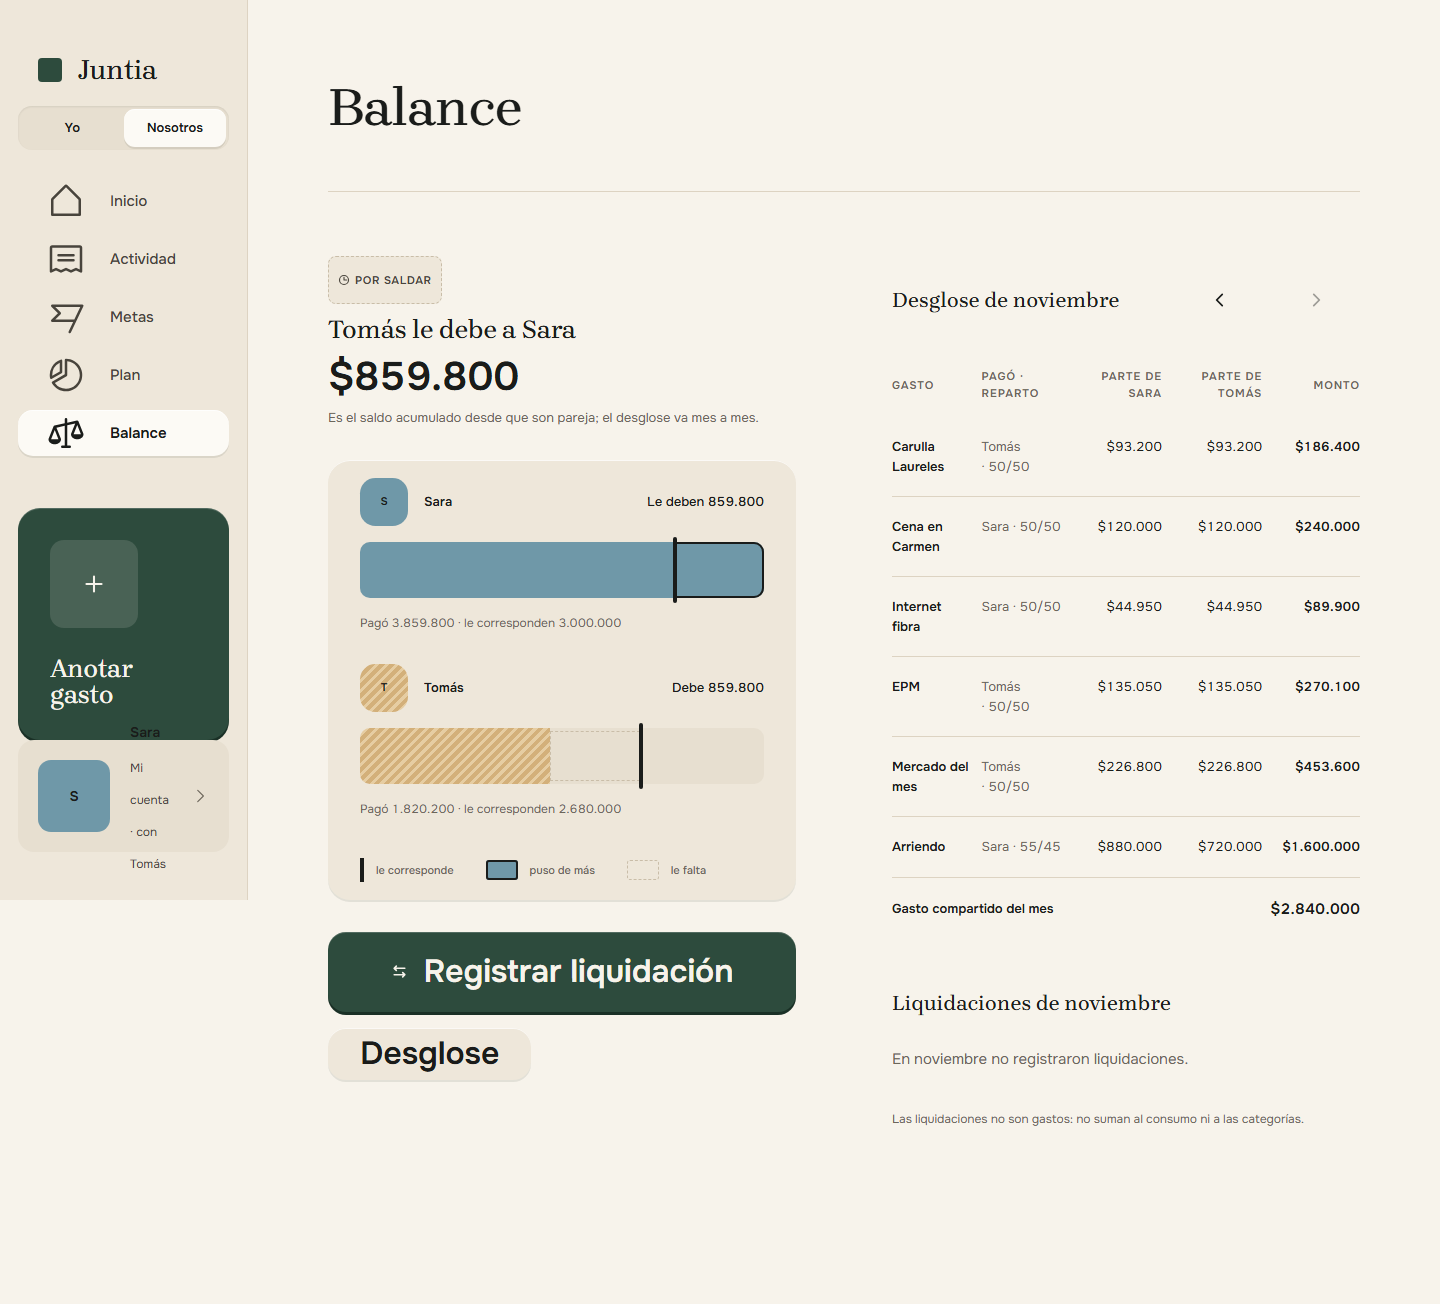 Juntia
Yo
Nosotros
Inicio
Actividad
Metas
Plan
Balance
Anotar
gasto
Sara
S
Mi
cuenta
· con
Tomás
Balance
POR SALDAR
Tomás le debe a Sara
$859.800
Es el saldo acumulado desde que son pareja; el desglose va mes a mes.
S Sara Le deben 859.800
Pagó 3.859.800 · le corresponden 3.000.000
T Tomás Debe 859.800
Pagó 1.820.200 · le corresponden 2.680.000
le corresponde puso de más le falta
Registrar liquidación
Desglose
Desglose de noviembre
GASTO PAGÓ · REPARTO PARTE DE SARA PARTE DE TOMÁS MONTO
Carulla Laureles Tomás · 50/50 $93.200 $93.200 $186.400
Cena en Carmen Sara · 50/50 $120.000 $120.000 $240.000
Internet fibra Sara · 50/50 $44.950 $44.950 $89.900
EPM Tomás · 50/50 $135.050 $135.050 $270.100
Mercado del mes Tomás · 50/50 $226.800 $226.800 $453.600
Arriendo Sara · 55/45 $880.000 $720.000 $1.600.000
Gasto compartido del mes $2.840.000
Liquidaciones de noviembre
En noviembre no registraron liquidaciones.
Las liquidaciones no son gastos: no suman al consumo ni a las categorías.